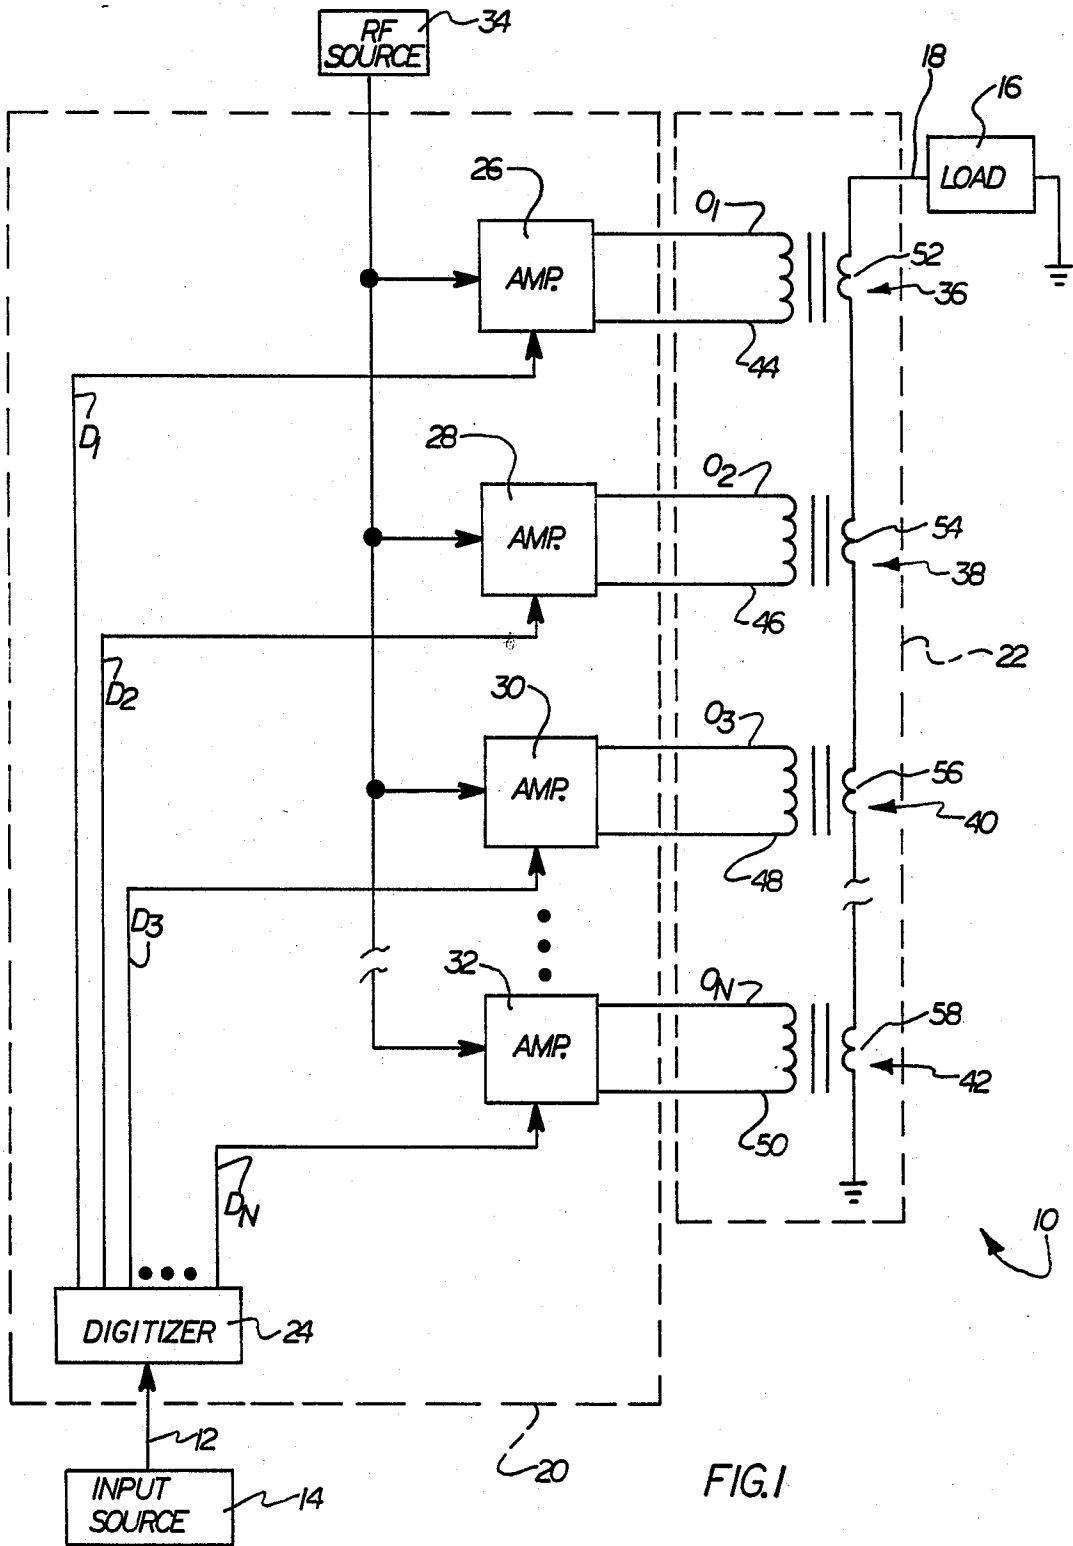 RF
SOURCE
34
18
16
LOAD
26
O1
AMP.
52
36
44
D1
28
O2
AMP.
54
38
46
22
D2
30
O3
AMP.
56
40
48
D3
32
ON
AMP.
58
42
50
DN
10
DIGITIZER
24
12
20
INPUT
SOURCE
14
FIG.1